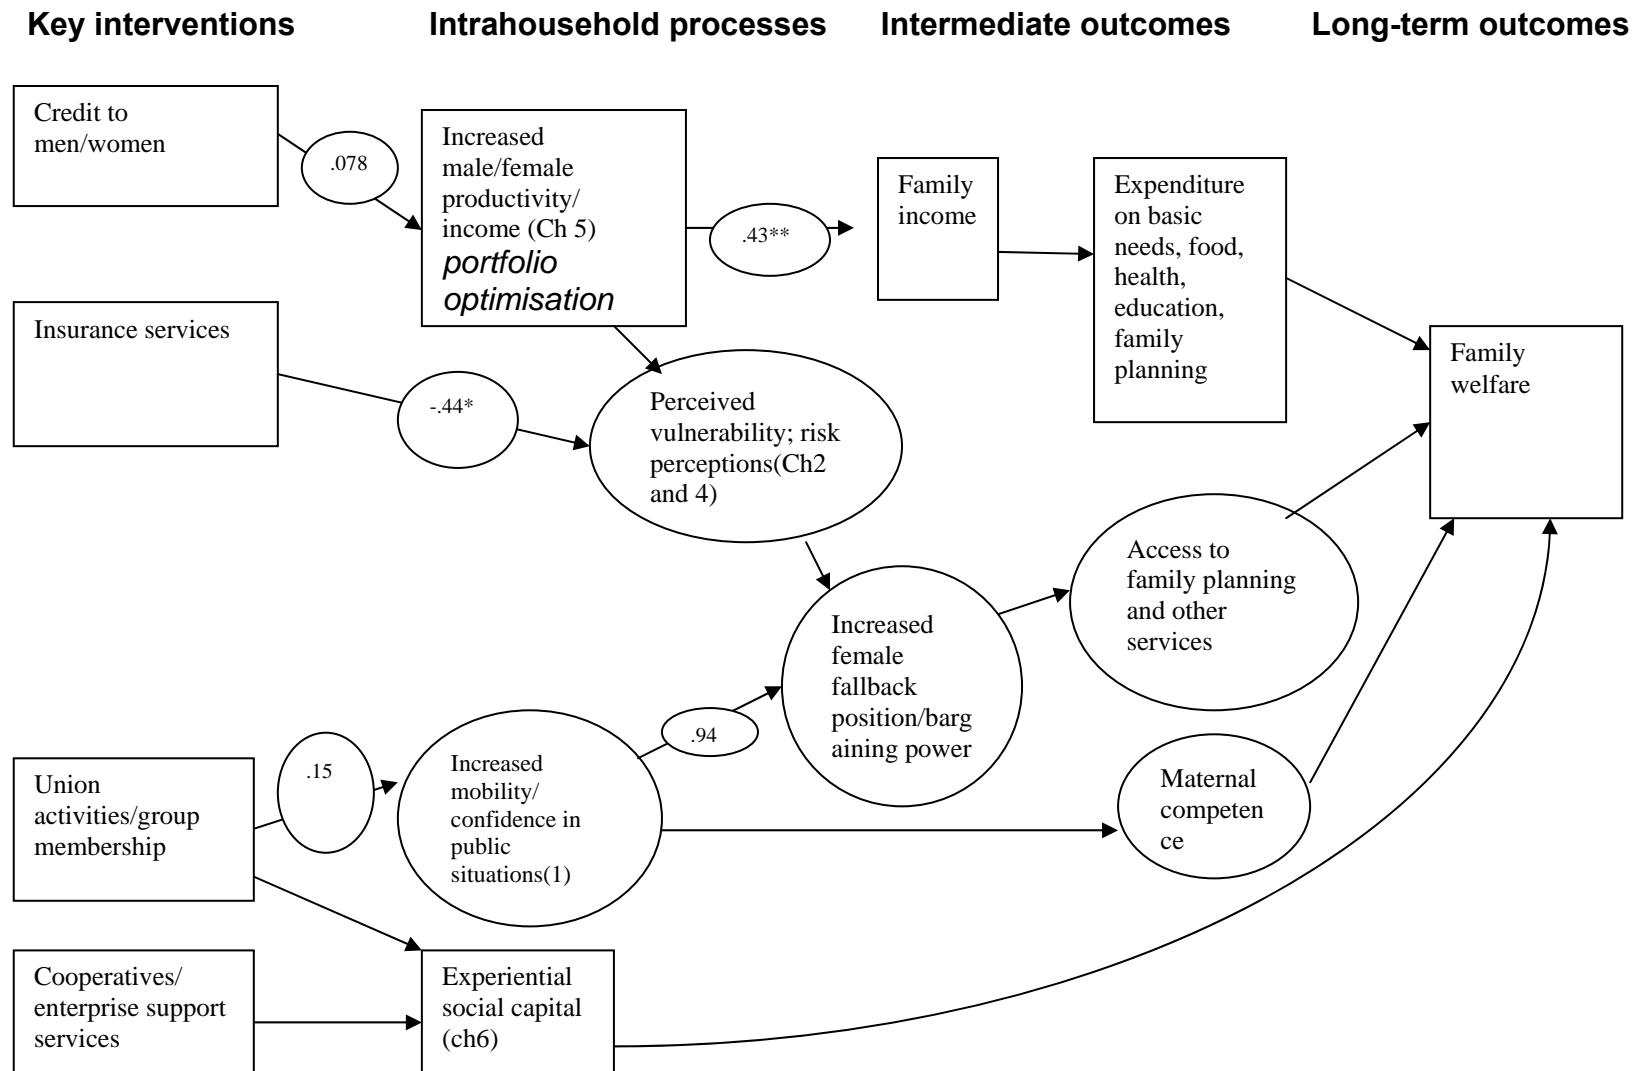 Key interventions
Intrahousehold processes
Intermediate outcomes
Long-term outcomes
Credit to
men/women
.078
Increased
male/female
productivity/
income (Ch 5)
portfolio
optimisation
.43**
Family
income
Expenditure
on basic
needs, food,
health,
education,
family
planning
Family
welfare
Insurance services
-.44*
Perceived
vulnerability; risk
perceptions(Ch2
and 4)
Increased
female
fallback
position/barg
aining power
Access to
family planning
and other
services
Union
activities/group
membership
.15
Increased
mobility/
confidence in
public
situations(1)
.94
Maternal
competen
ce
Cooperatives/
enterprise support
services
Experiential
social capital
(ch6)